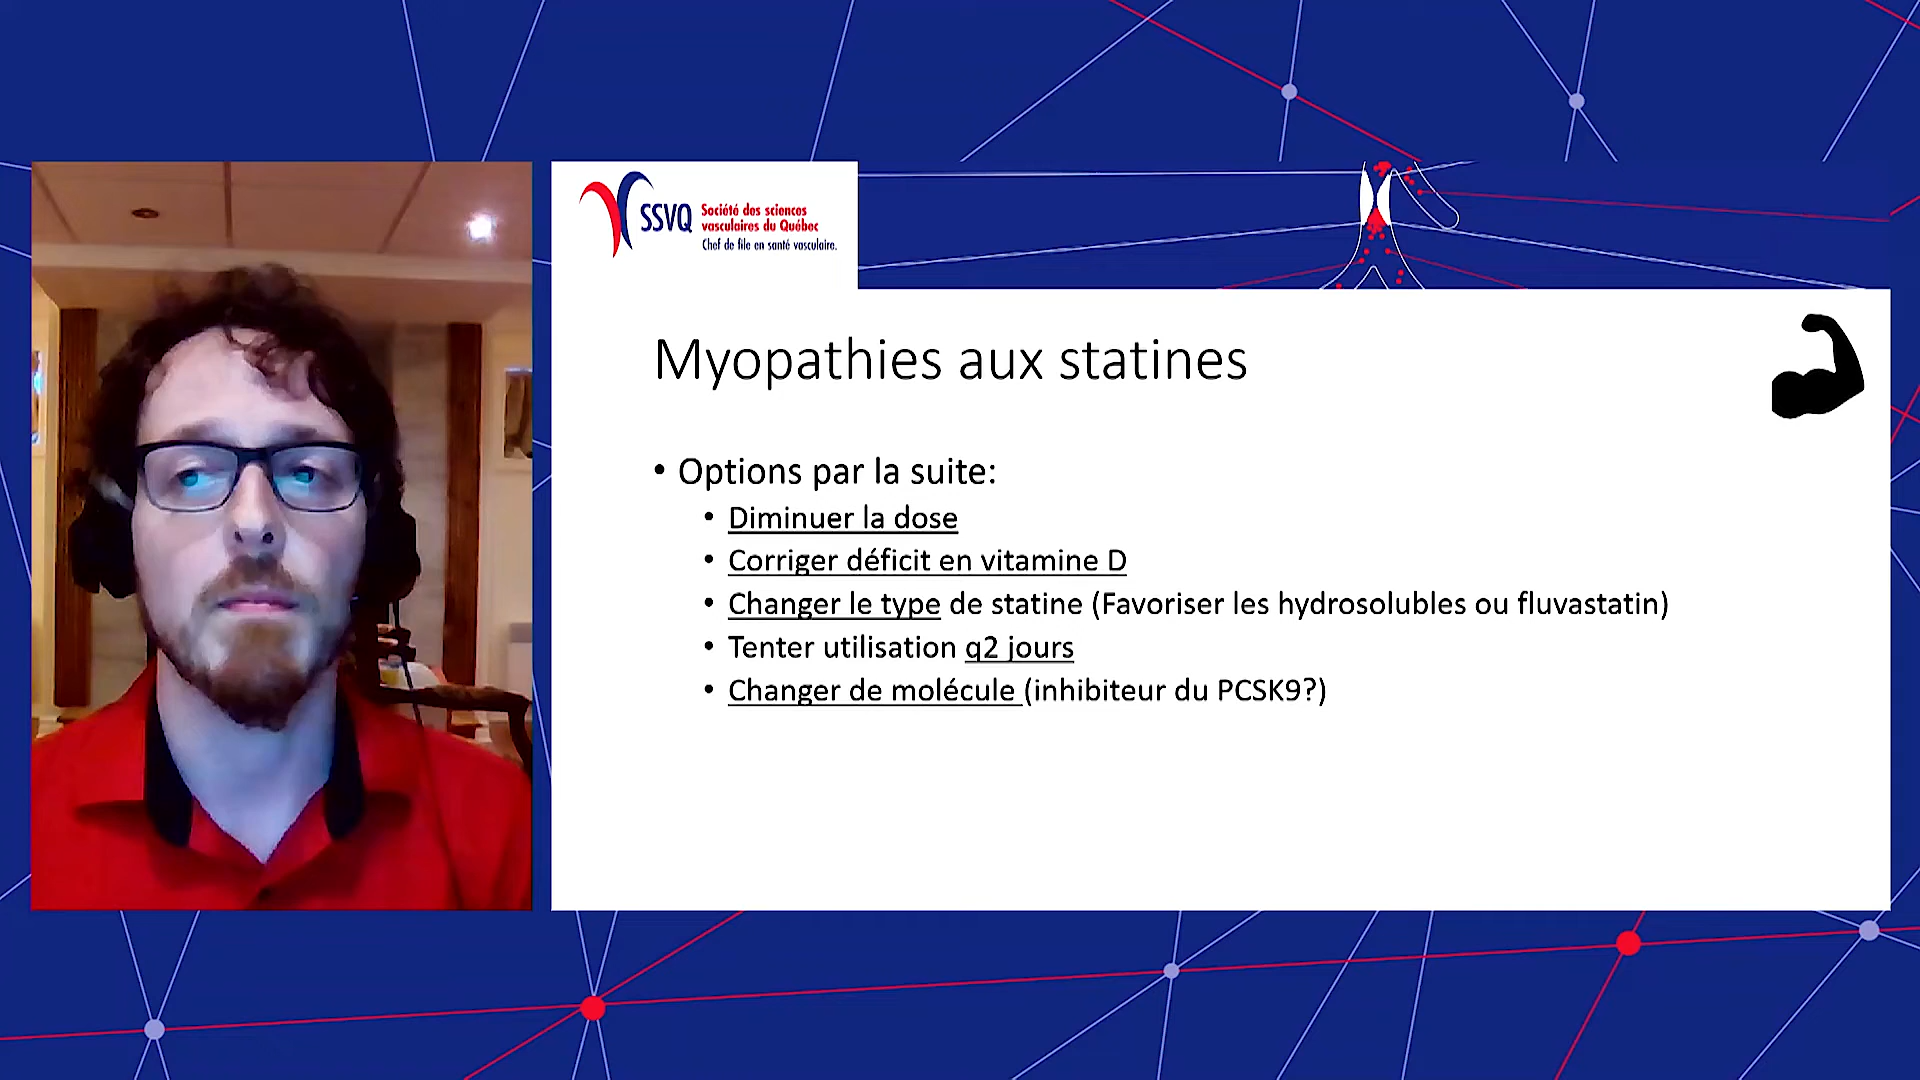 SSVQ
Société des sciences
vasculaires du Québec
Chef de file en santé vasculaire.
Myopathies aux statines
• Options par la suite:
• Diminuer la dose
• Corriger déficit en vitamine D
• Changer le type de statine (Favoriser les hydrosolubles ou fluvastatin)
• Tenter utilisation q2 jours
• Changer de molécule (inhibiteur du PCSK9?)